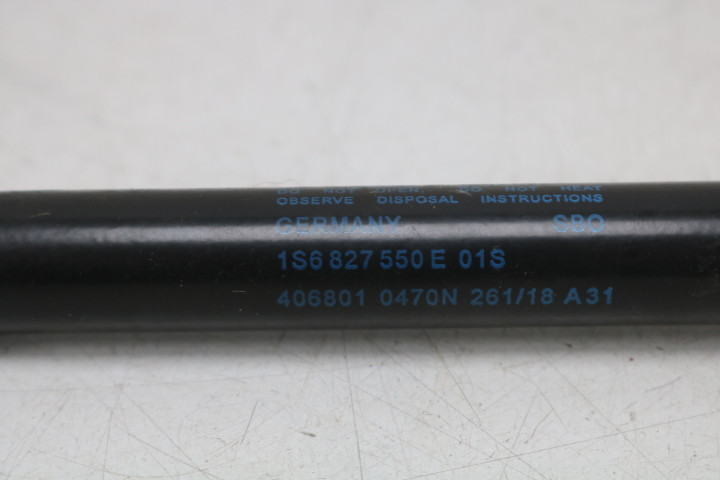 DO NOT OPEN. DO NOT HEAT
OBSERVE DISPOSAL INSTRUCTIONS
GERMANY SBO
1S6 827 550 E 01S
406801 0470N 261/18 A31